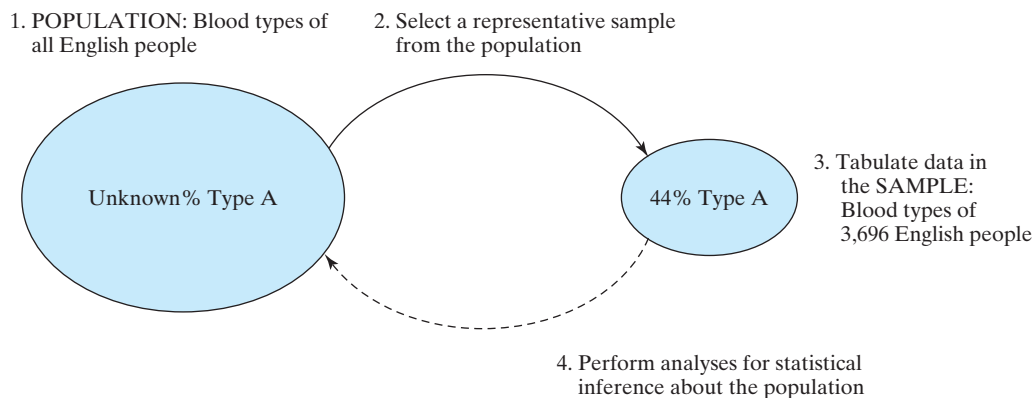 1. POPULATION: Blood types of
all English people
2. Select a representative sample
from the population
Unknown% Type A
44% Type A
3. Tabulate data in
the SAMPLE:
Blood types of
3,696 English people
4. Perform analyses for statistical
inference about the population